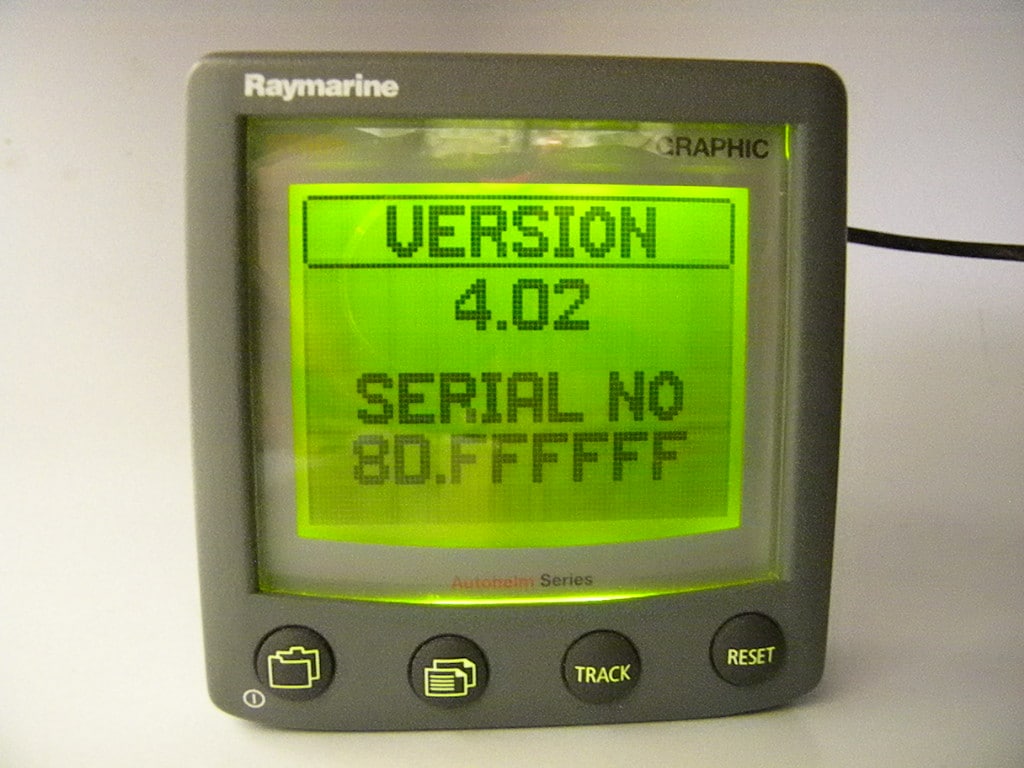 Raymarine
GRAPHIC
VERSION
4.02
SERIAL NO
8D.FFFFFF
Autohelm Series
TRACK
RESET